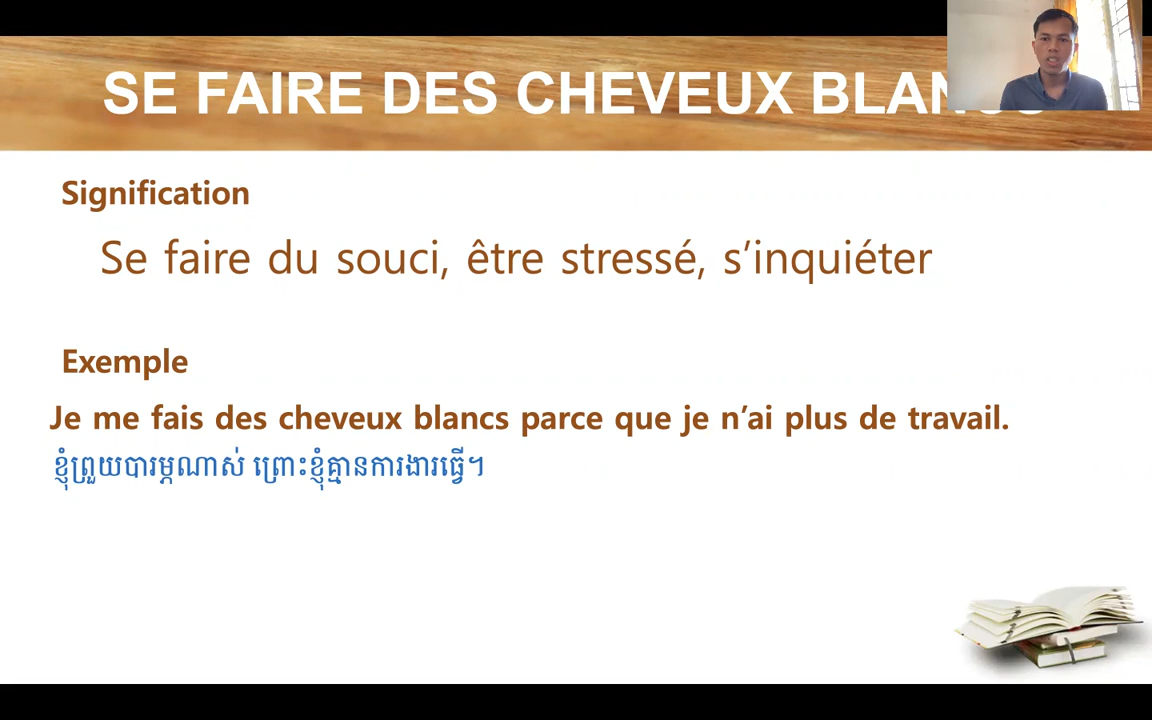 SE FAIRE DES CHEVEUX
Signification
Se faire du souci, être stressé, s’inquiéter
Exemple
Je me fais des cheveux blancs parce que je n’ai plus de travail.
ខ្ញុំព្រួយបារម្ភណាស់ ព្រោះខ្ញុំគ្មានការងារធ្វើ។